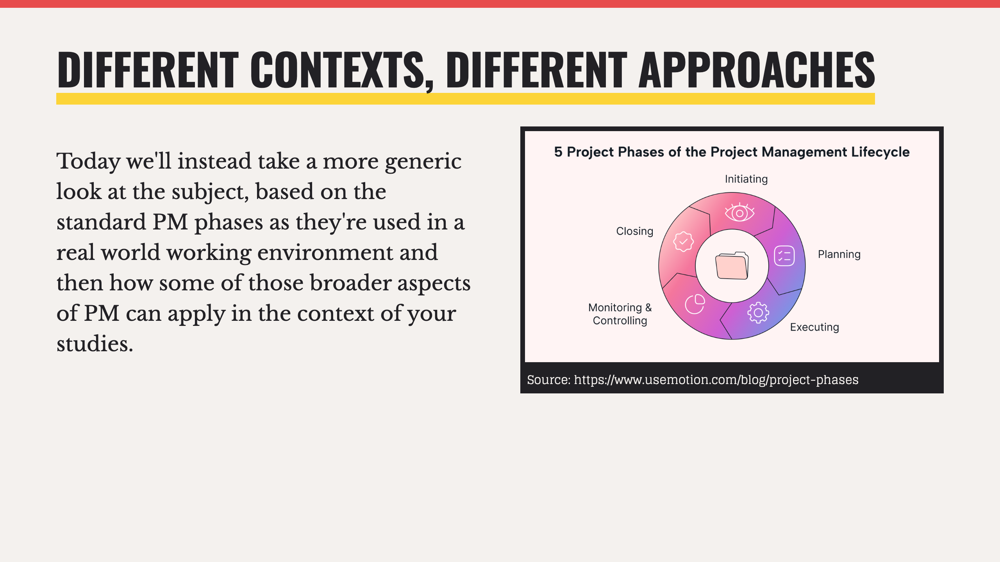 DIFFERENT CONTEXTS, DIFFERENT APPROACHES
Today we'll instead take a more generic
look at the subject, based on the
standard PM phases as they're used in a
real world working environment and
then how some of those broader aspects
of PM can apply in the context of your
studies.
5 Project Phases of the Project Management Lifecycle
Initiating
Planning
Executing
Monitoring &
Controlling
Closing
Source: https://www.usemotion.com/blog/project-phases